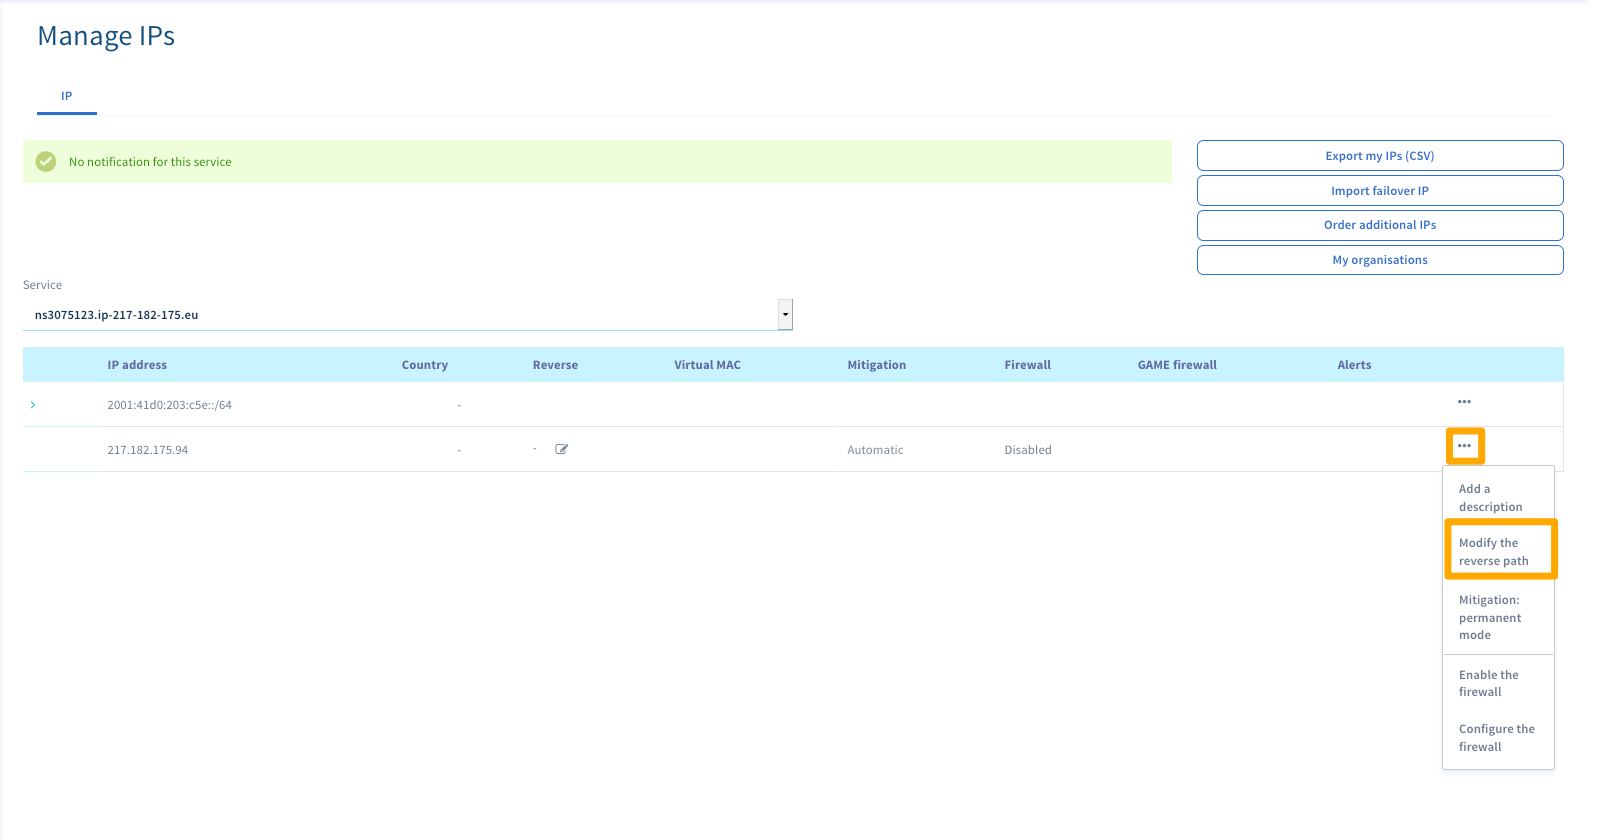 Manage IPs
IP
No notification for this service
Export my IPs (CSV)
Import failover IP
Order additional IPs
My organisations
Service
ns3075123.ip-217-182-175.eu
IP address Country Reverse Virtual MAC Mitigation Firewall GAME firewall Alerts
2001:41d0:203:c5e::/64 - •••
217.182.175.94 - - Automatic Disabled •••
Add a
description
Modify the
reverse path
Mitigation:
permanent
mode
Enable the
firewall
Configure the
firewall